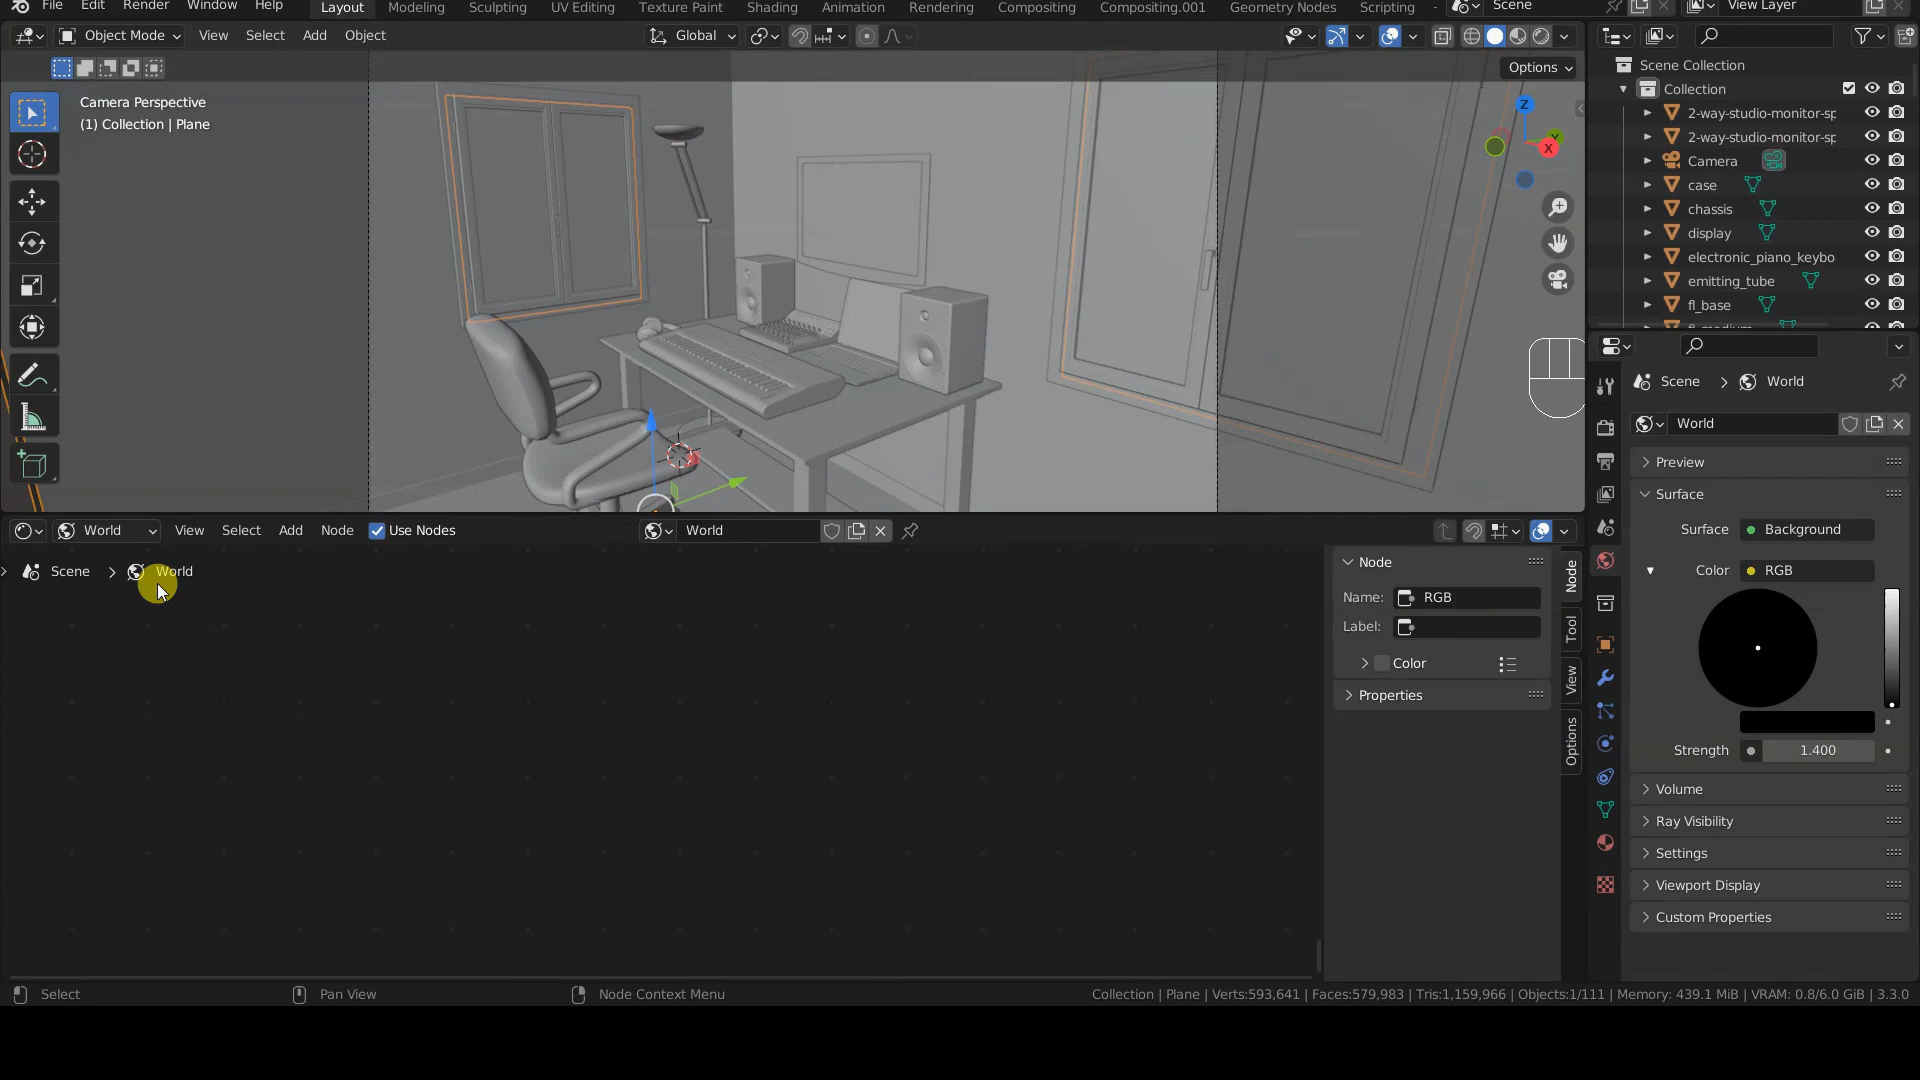 File Edit Render Window Help Layout Modeling Sculpting UV Editing Texture Paint Shading Animation Rendering Compositing Compositing.001 Geometry Nodes Scripting Scene View Layer
Object Mode View Select Add Object Global
Options
Camera Perspective
(1) Collection | Plane
Z
Y
X
Scene Collection
Collection
2-way-studio-monitor-sp
2-way-studio-monitor-sp
Camera
case
chassis
display
electronic_piano_keybo
emitting_tube
fl_base
World View Select Add Node Use Nodes World
Scene > World
Node
Name: RGB
Label:
Color
Properties
Node
Tool
View
Options
Scene > World
World
Preview
Surface
Surface Background
Color RGB
Strength 1.400
Volume
Ray Visibility
Settings
Viewport Display
Custom Properties
Select Pan View Node Context Menu Collection | Plane | Verts:593,641 | Faces:579,983 | Tris:1,159,966 | Objects:1/111 | Memory: 439.1 MiB | VRAM: 0.8/6.0 GiB | 3.3.0